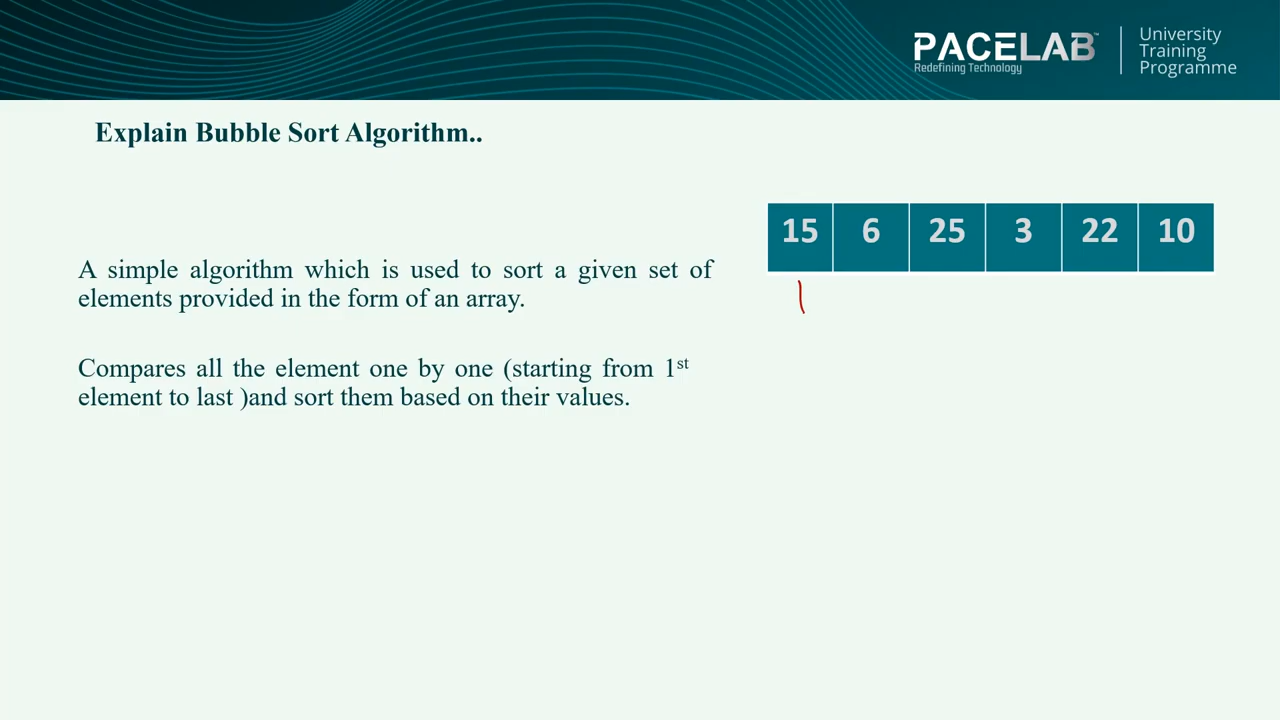 PACELAB™
Redefining Technology
University
Training
Programme
Explain Bubble Sort Algorithm..
15 6 25 3 22 10
A simple algorithm which is used to sort a given set of
elements provided in the form of an array.
Compares all the element one by one (starting from 1st
element to last )and sort them based on their values.